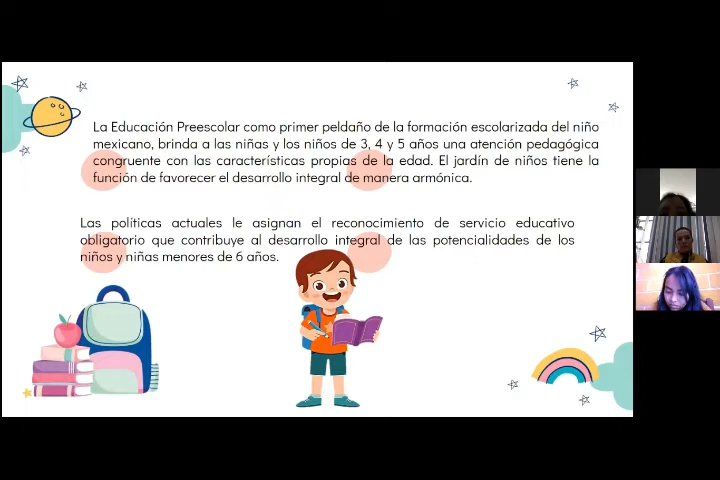 La Educación Preescolar como primer peldaño de la formación escolarizada del niño
mexicano, brinda a las niñas y los niños de 3, 4 y 5 años una atención pedagógica
congruente con las características propias de la edad. El jardín de niños tiene la
función de favorecer el desarrollo integral de manera armónica.
Las políticas actuales le asignan el reconocimiento de servicio educativo
obligatorio que contribuye al desarrollo integral de las potencialidades de los
niños y niñas menores de 6 años.